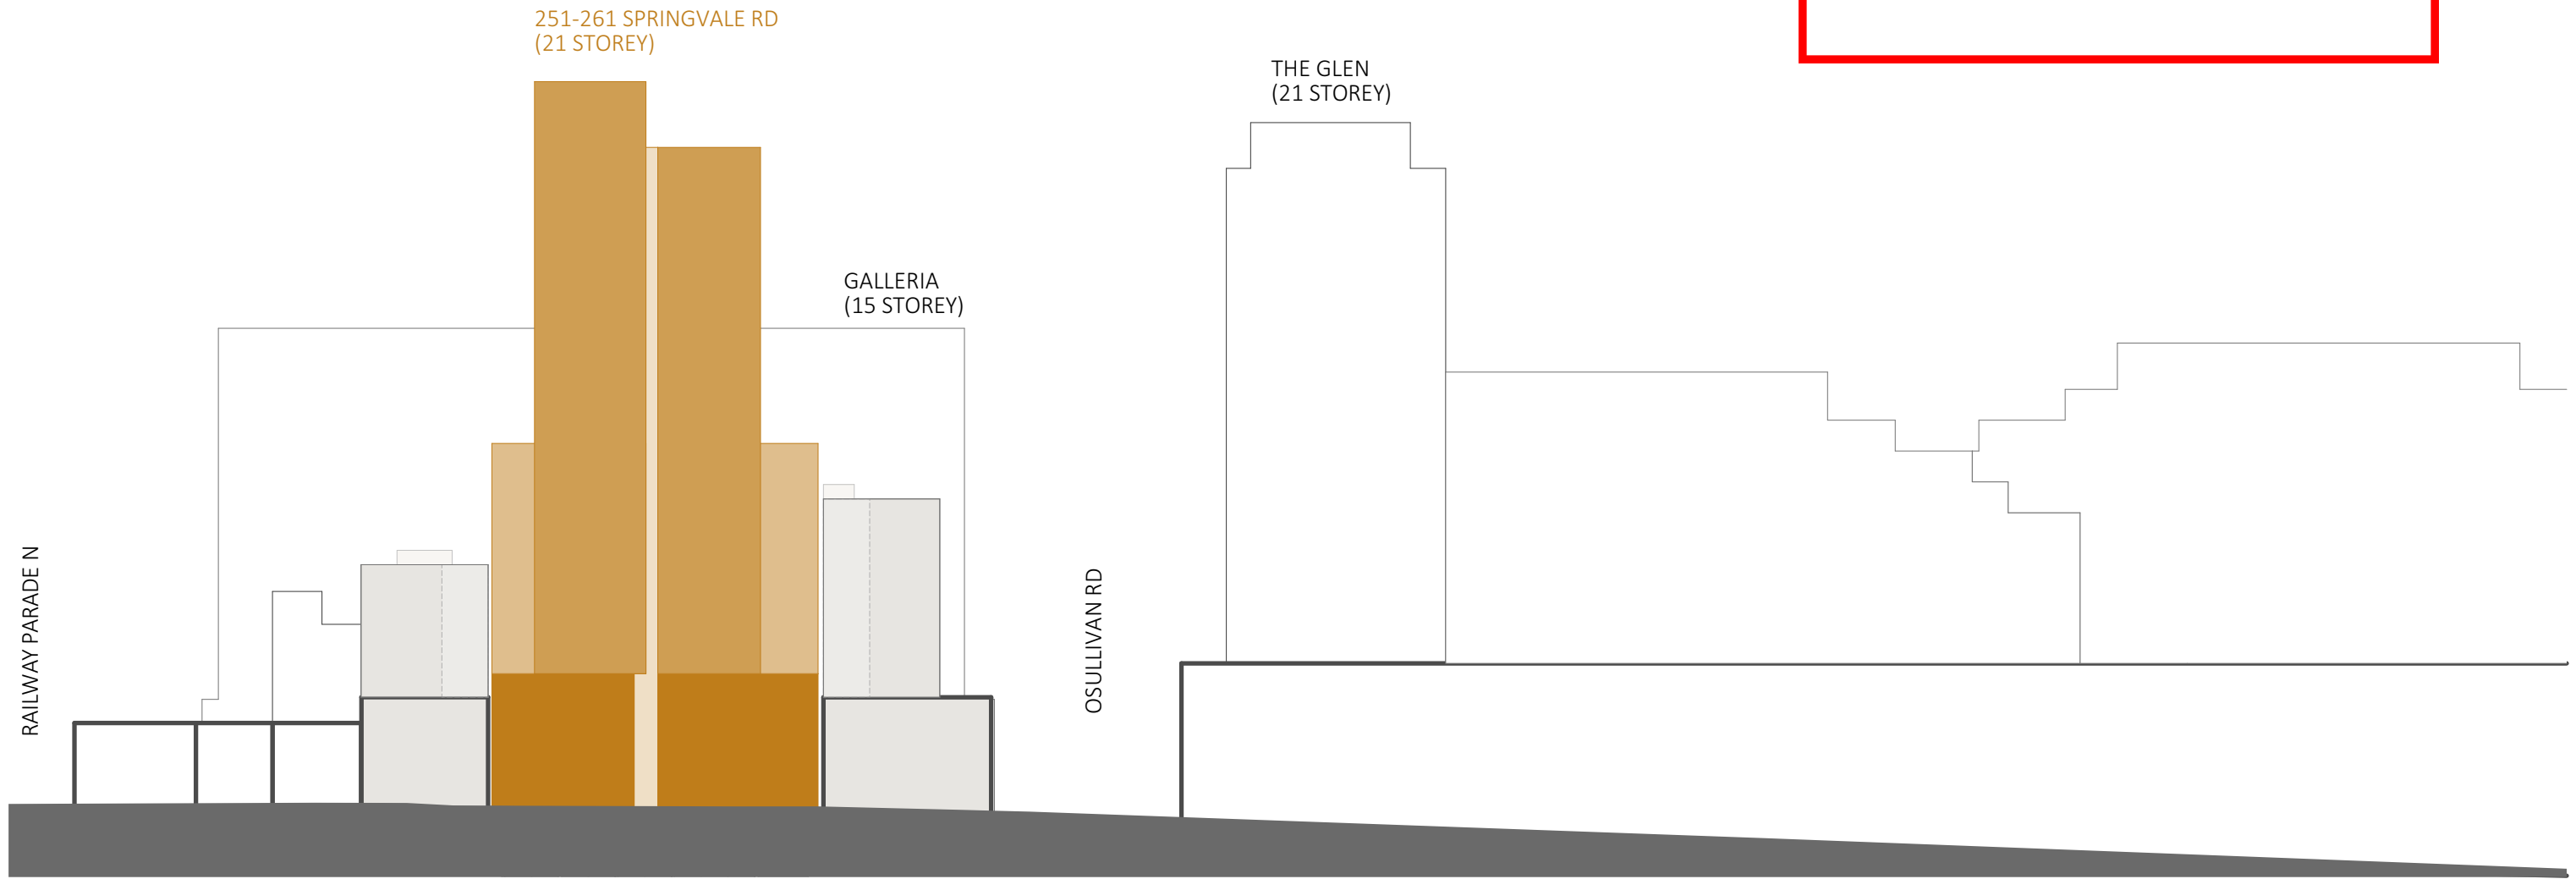 251-261 SPRINGVALE RD
(21 STOREY)
THE GLEN
(21 STOREY)
GALLERIA
(15 STOREY)
RAILWAY PARADE N
OSULLIVAN RD